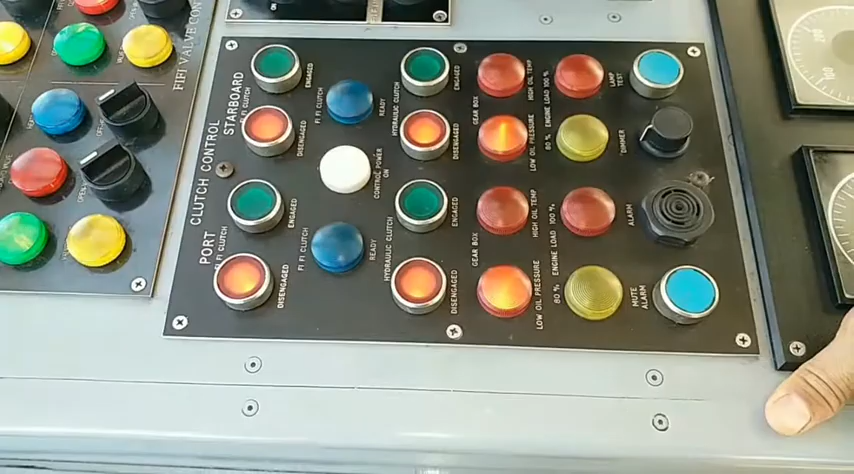 FIFI VALVE CON
CLUTCH CONTROL
STARBOARD
FI FI CLUTCH
ENGAGED
DISENGAGED
FI FI CLUTCH
READY
HYDRAULIC CLUTCH
ENGAGED
DISENGAGED
GEAR BOX
HIGH OIL TEMP
LOW OIL PRESSURE
ENGINE LOAD
100 %
80 %
LAMP TEST
DIMMER
CONTROL POWER ON
PORT
FI FI CLUTCH
ENGAGED
DISENGAGED
FI FI CLUTCH
READY
HYDRAULIC CLUTCH
ENGAGED
DISENGAGED
GEAR BOX
HIGH OIL TEMP
LOW OIL PRESSURE
ENGINE LOAD
100 %
80 %
ALARM
MUTE ALARM